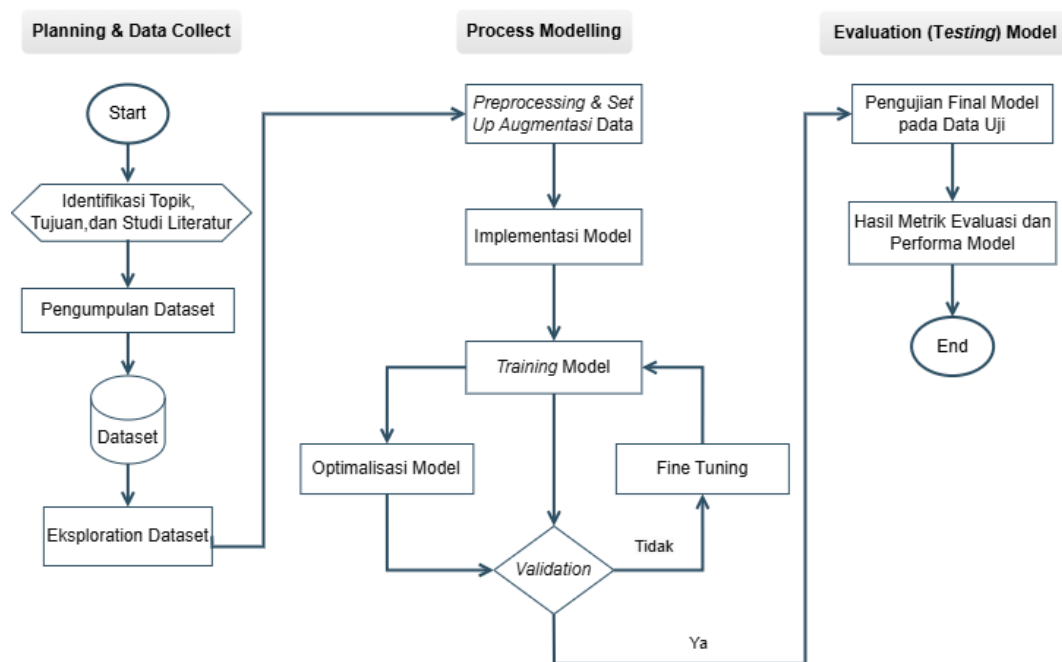 Planning & Data Collect
Start
Identifikasi Topik,
Tujuan,dan Studi Literatur
Pengumpulan Dataset
Dataset
Eksploration Dataset
Process Modelling
Preprocessing & Set
Up Augmentasi Data
Implementasi Model
Training Model
Optimalisasi Model
Fine Tuning
Validation
Tidak
Ya
Evaluation (Testing) Model
Pengujian Final Model
pada Data Uji
Hasil Metrik Evaluasi dan
Performa Model
End